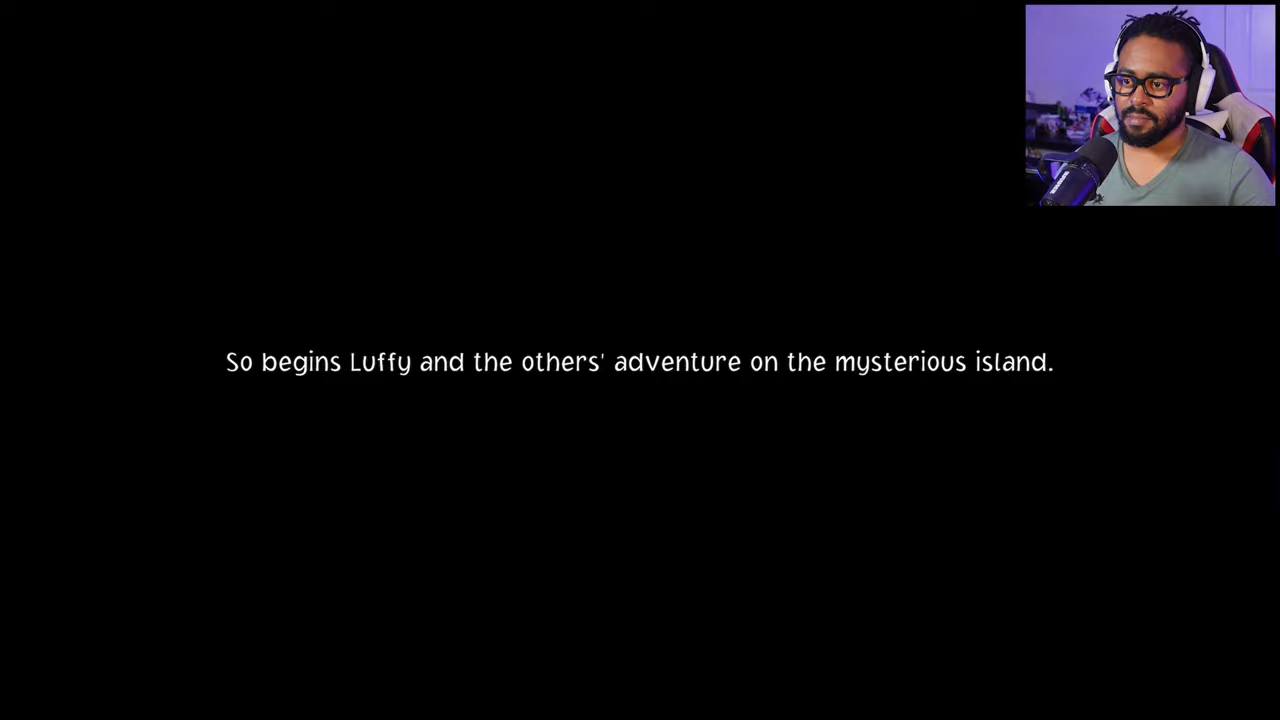 So begins Luffy and the others' adventure on the mysterious island.